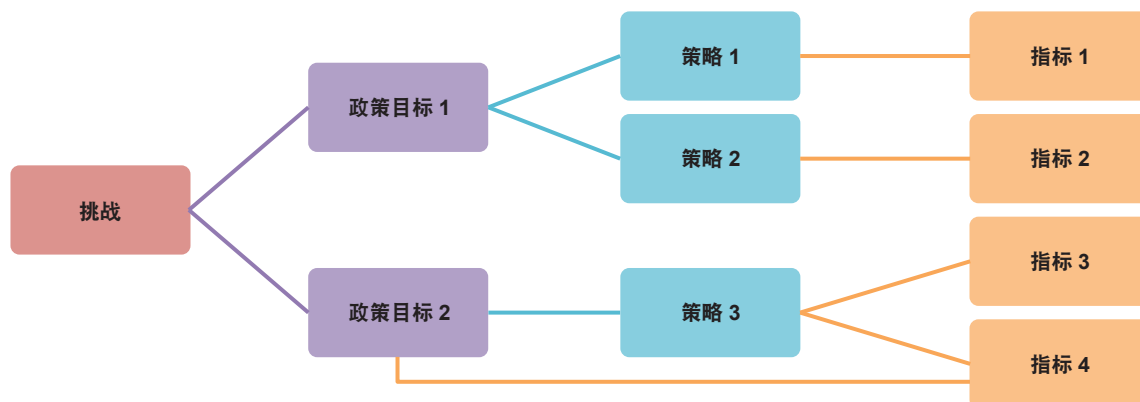 挑战
政策目标 1
政策目标 2
策略 1
策略 2
策略 3
指标 1
指标 2
指标 3
指标 4